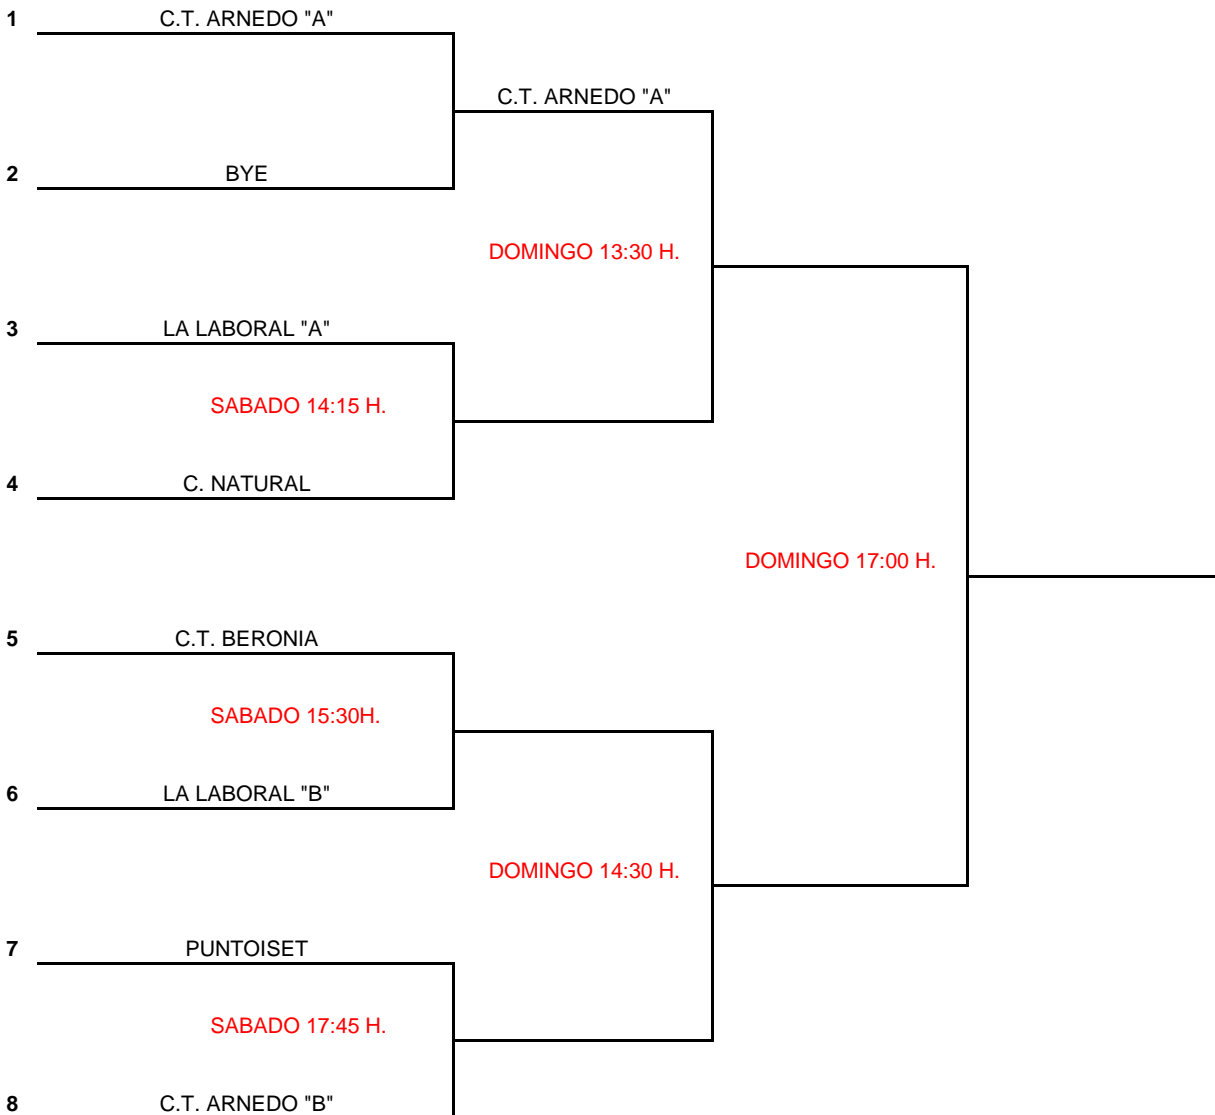 1 C.T. ARNEDO "A"
C.T. ARNEDO "A"
2 BYE
DOMINGO 13:30 H.
3 LA LABORAL "A"
SABADO 14:15 H.
4 C. NATURAL
DOMINGO 17:00 H.
5 C.T. BERONIA
SABADO 15:30H.
6 LA LABORAL "B"
DOMINGO 14:30 H.
7 PUNTOISET
SABADO 17:45 H.
8 C.T. ARNEDO "B"